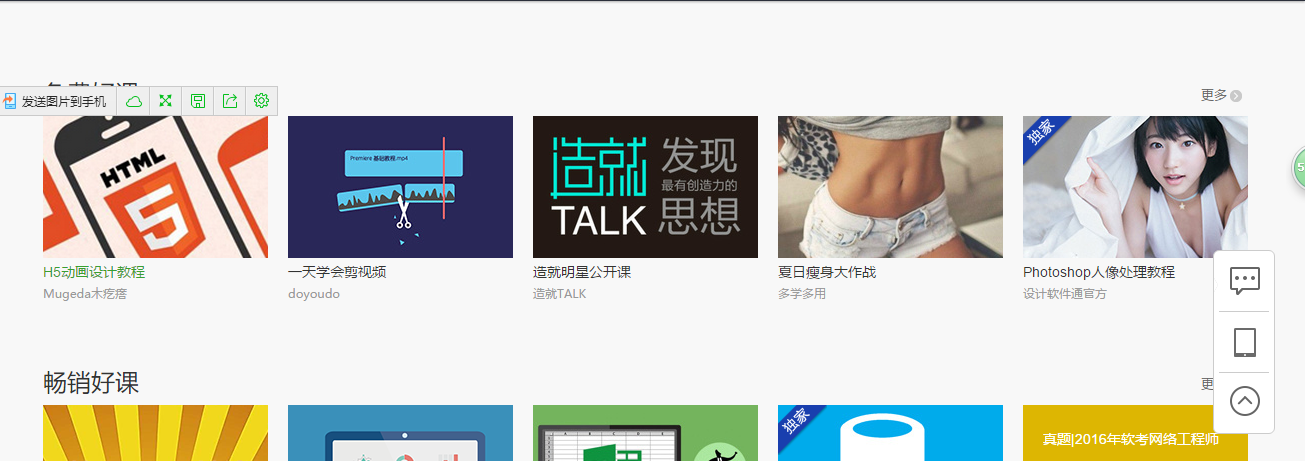 免费好课
发送图片到手机
更多
HTML
5
Premiere 基础教程.mp4
造就
TALK
发现
最有创造力的
思想
独家
H5动画设计教程
一天学会剪视频
造就明星公开课
夏日瘦身大作战
Photoshop人像处理教程
Mugeda木疙瘩
doyoudo
造就TALK
多学多用
设计软件通官方
畅销好课
更
独家
真题|2016年软考网络工程师